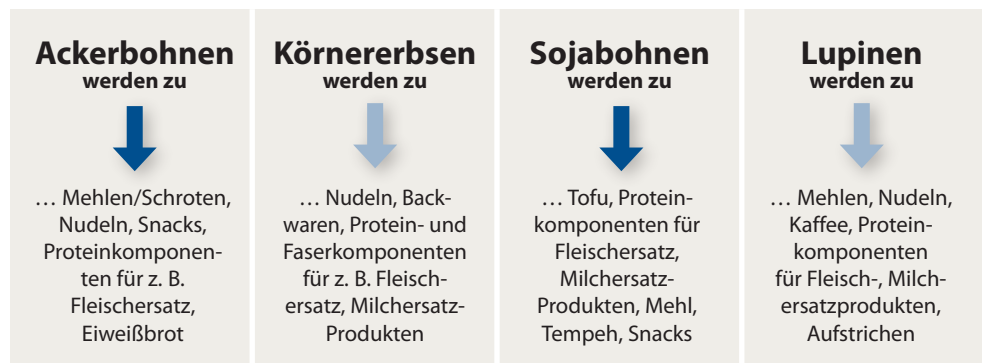 Ackerbohnen
werden zu
… Mehlen/Schroten,
Nudeln, Snacks,
Proteinkomponen-
ten für z. B.
Fleischersatz,
Eiweißbrot
Körnererbsen
werden zu
… Nudeln, Back-
waren, Protein- und
Faserkomponenten
für z. B. Fleisch-
ersatz, Milchersatz-
Produkten
Sojabohnen
werden zu
… Tofu, Protein-
komponenten für
Fleischersatz,
Milchersatz-
Produkten, Mehl,
Tempeh, Snacks
Lupinen
werden zu
… Mehlen, Nudeln,
Kaffee, Protein-
komponenten
für Fleisch-, Milch-
ersatzprodukten,
Aufstrichen